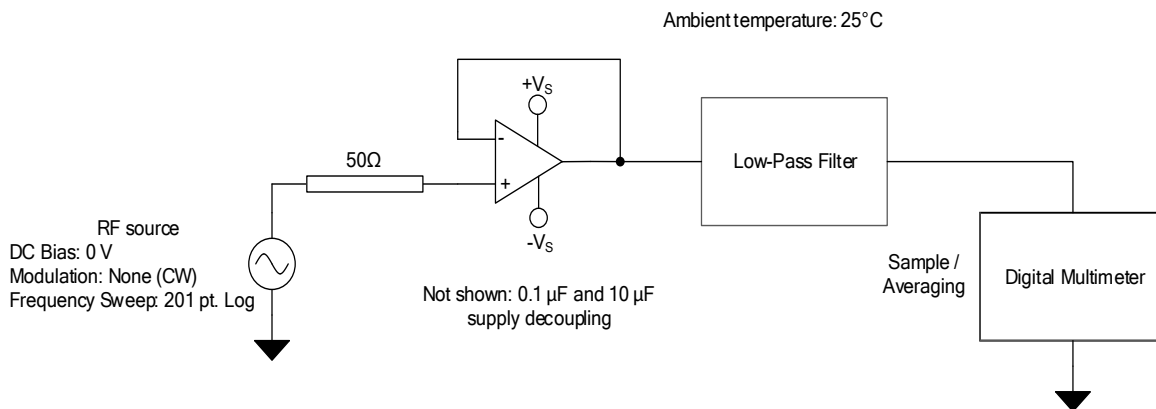 Ambient temperature: 25°C
+VS
-
50Ω
+
Low-Pass Filter
-VS
RF source
DC Bias: 0 V
Modulation: None (CW)
Frequency Sweep: 201 pt. Log
Not shown: 0.1 µF and 10 µF
supply decoupling
Sample /
Averaging
Digital Multimeter